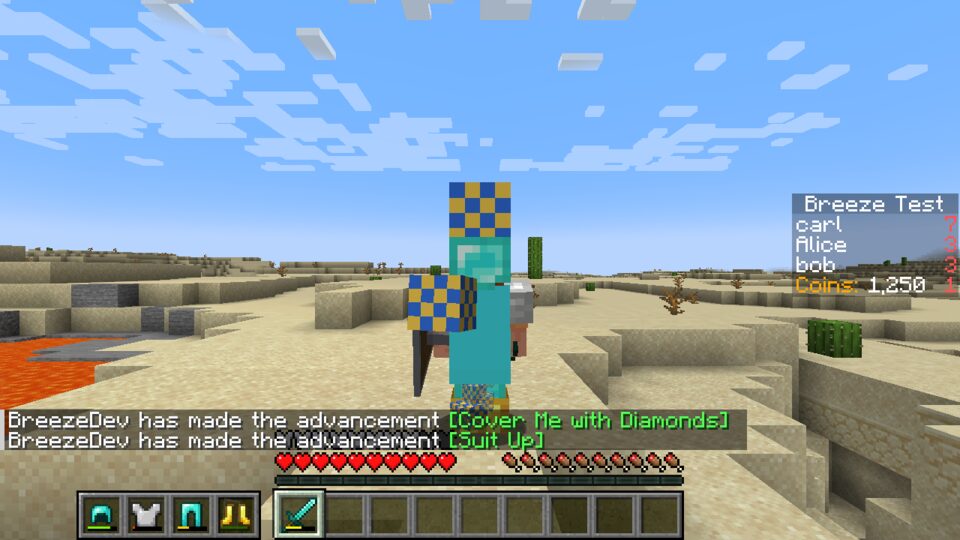 Breeze Test
carl 7
Alice 3
bob 3
Coins: 1,250 1
BreezeDev has made the advancement [Cover Me with Diamonds]
BreezeDev has made the advancement [Suit Up]